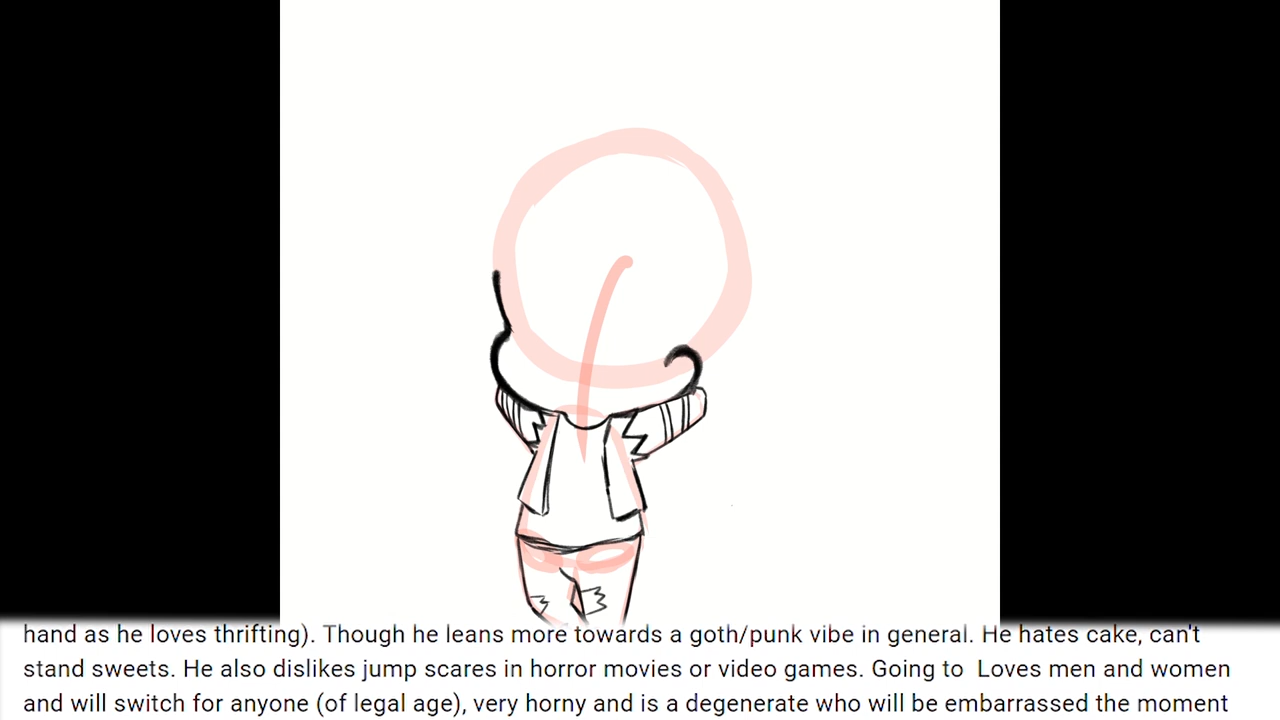 hand as he loves thrifting). Though he leans more towards a goth/punk vibe in general. He hates cake, can't
stand sweets. He also dislikes jump scares in horror movies or video games. Going to  Loves men and women
and will switch for anyone (of legal age), very horny and is a degenerate who will be embarrassed the moment